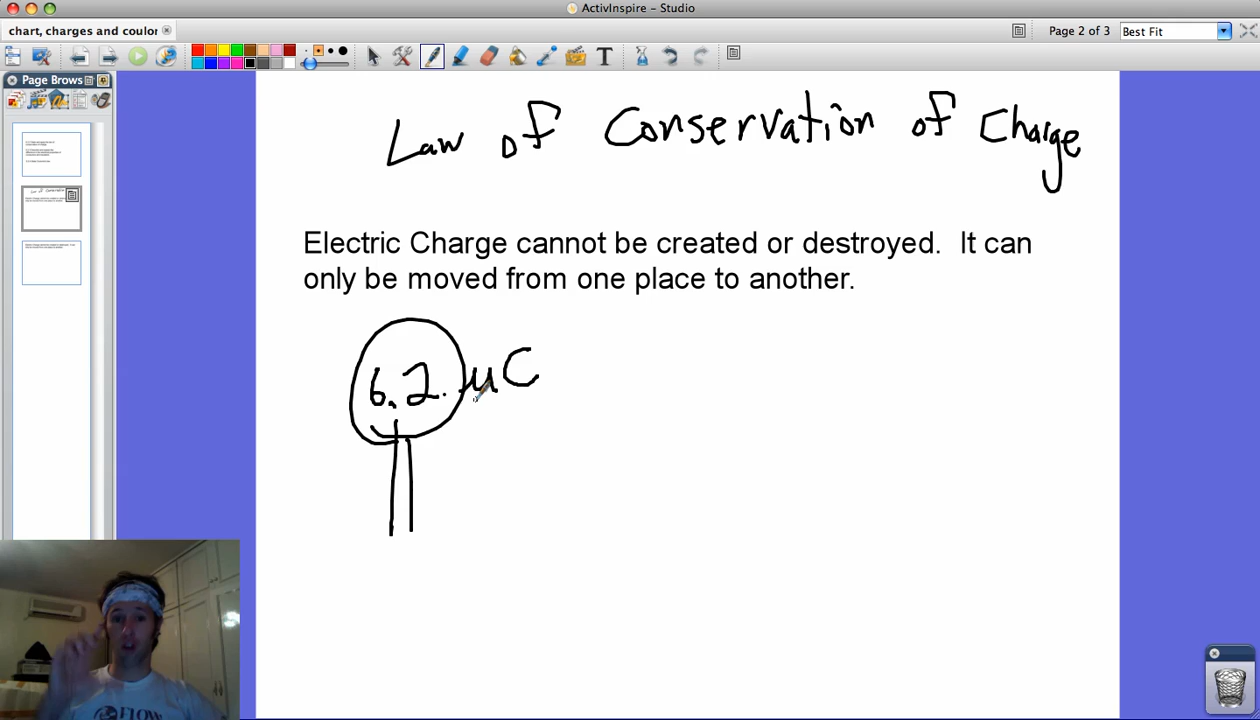 ActivInspire – Studio
chart, charges and coulor
Page 2 of 3
Best Fit
Page Brows
Law of Conservation of Charge
Electric Charge cannot be created or destroyed. It can
only be moved from one place to another.
6.2 μC
FLOW